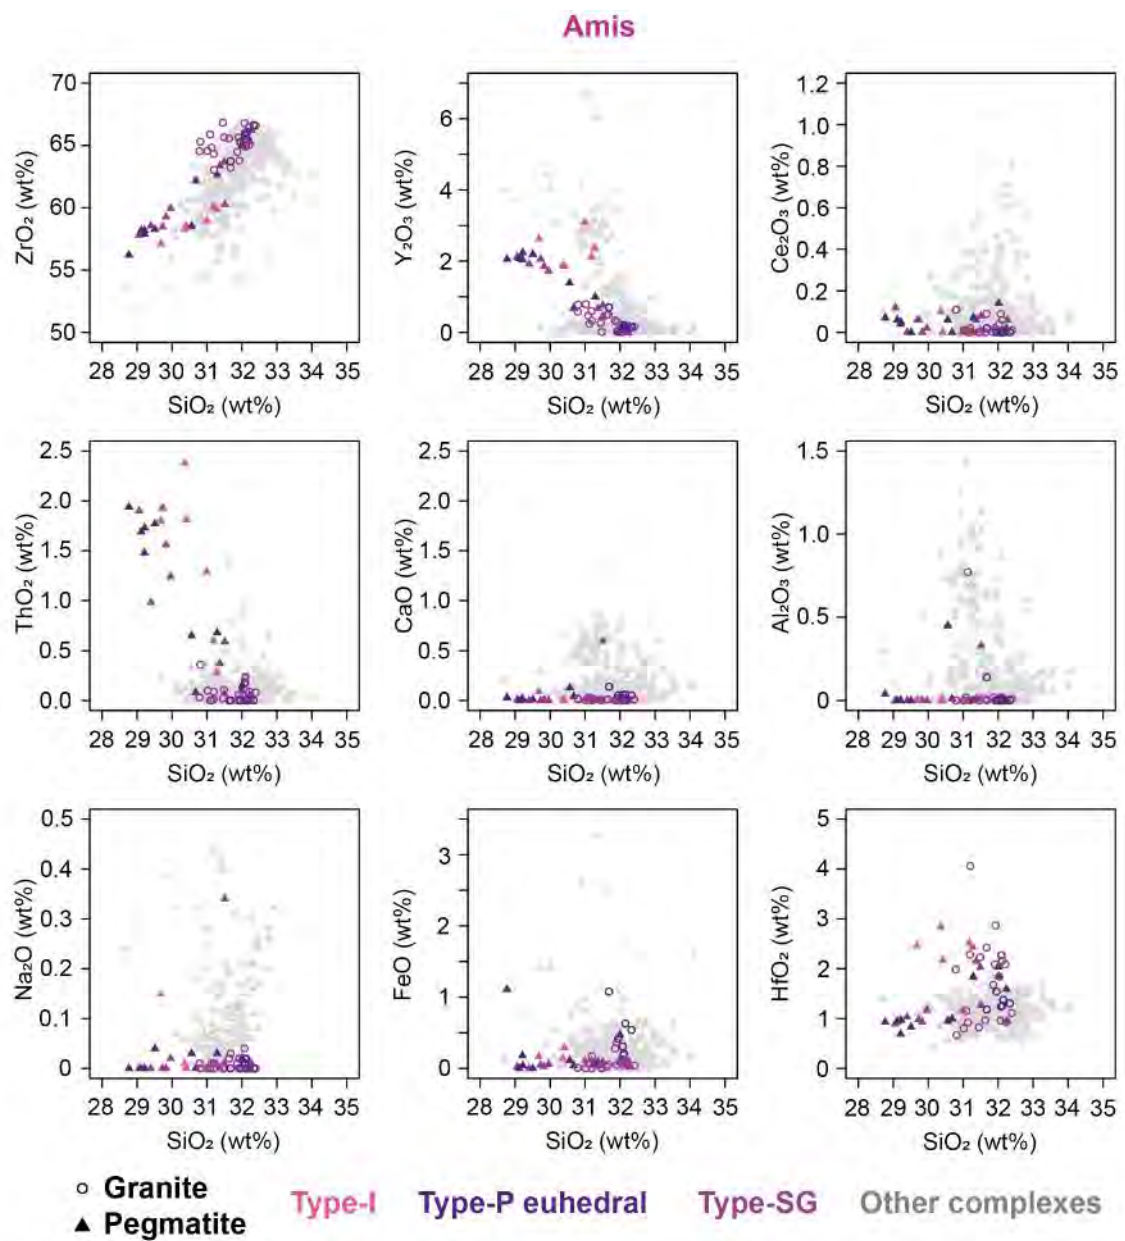 Amis
70
65
60
55
50
ZrO₂ (wt%)
28 29 30 31 32 33 34 35
SiO₂ (wt%)
6
4
2
0
Y₂O₃ (wt%)
28 29 30 31 32 33 34 35
SiO₂ (wt%)
1.2
1.0
0.8
0.6
0.4
0.2
0
Ce₂O₃ (wt%)
28 29 30 31 32 33 34 35
SiO₂ (wt%)
2.5
2.0
1.5
1.0
0.5
0.0
ThO₂ (wt%)
28 29 30 31 32 33 34 35
SiO₂ (wt%)
2.5
2.0
1.5
1.0
0.5
0.0
CaO (wt%)
28 29 30 31 32 33 34 35
SiO₂ (wt%)
1.5
1.0
0.5
0
Al₂O₃ (wt%)
28 29 30 31 32 33 34 35
SiO₂ (wt%)
0.5
0.4
0.3
0.2
0.1
0
Na₂O (wt%)
28 29 30 31 32 33 34 35
SiO₂ (wt%)
3
2
1
0
FeO (wt%)
28 29 30 31 32 33 34 35
SiO₂ (wt%)
5
4
3
2
1
0
HfO₂ (wt%)
28 29 30 31 32 33 34 35
SiO₂ (wt%)
Granite
Pegmatite
Type-I Type-P euhedral Type-SG Other complexes